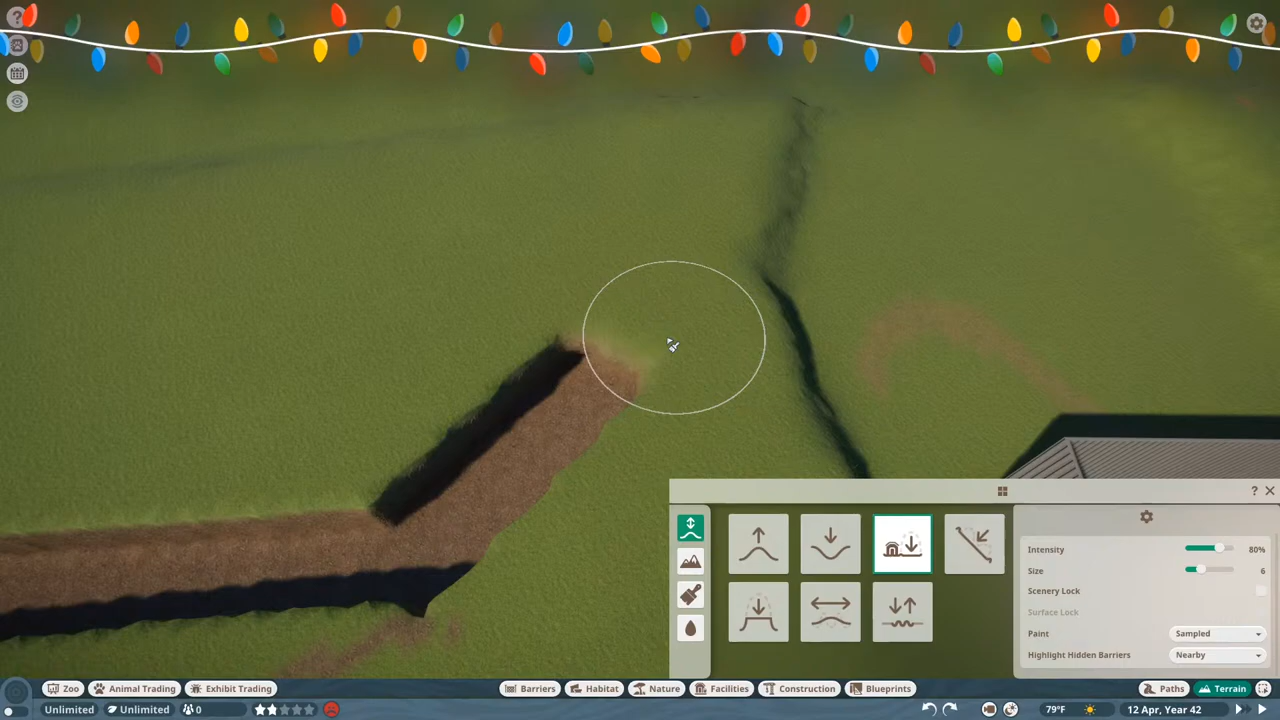 ?
?
Intensity 80%
Size 6
Scenery Lock
Surface Lock
Paint Sampled
Highlight Hidden Barriers Nearby
Zoo Animal Trading Exhibit Trading Barriers Habitat Nature Facilities Construction Blueprints Paths Terrain
Unlimited Unlimited 0 79°F 12 Apr, Year 42